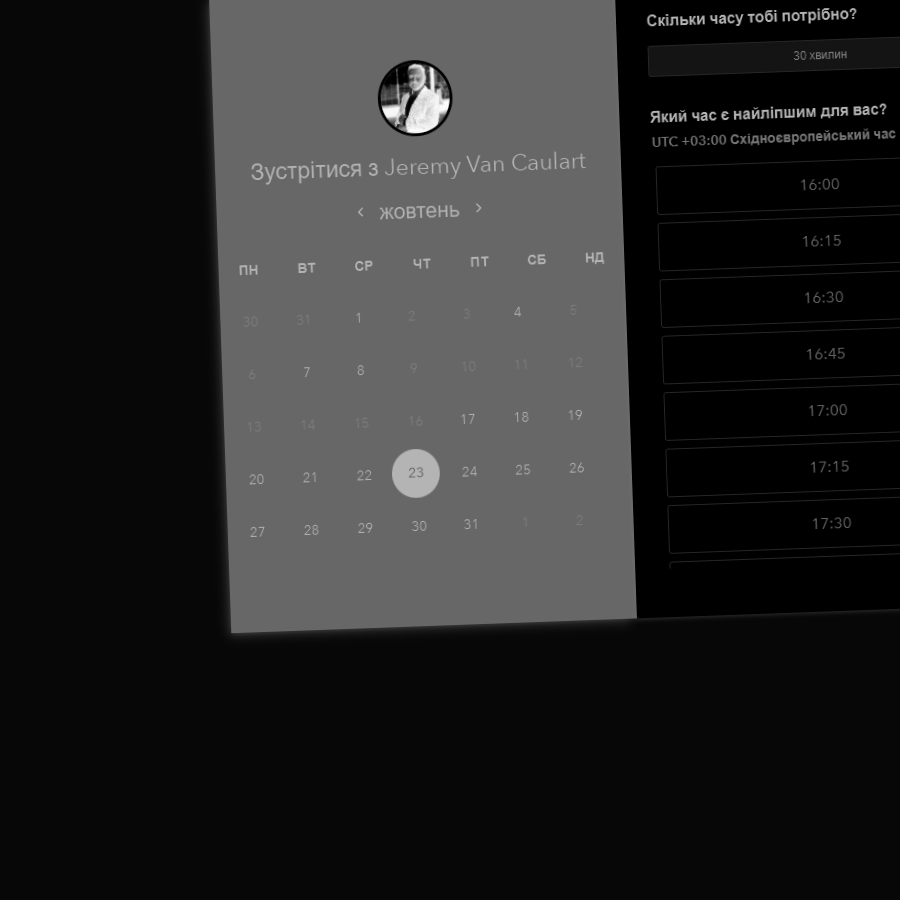 Зустрітися з Jeremy Van Caulart
жовтень
ПН ВТ СР ЧТ ПТ СБ НД
30 31 1 2 3 4 5
6 7 8 9 10 11 12
13 14 15 16 17 18 19
20 21 22 23 24 25 26
27 28 29 30 31 1 2
Скільки часу тобі потрібно?
30 хвилин
Який час є найліпшим для вас?
UTC +03:00 Східноєвропейський час
16:00
16:15
16:30
16:45
17:00
17:15
17:30